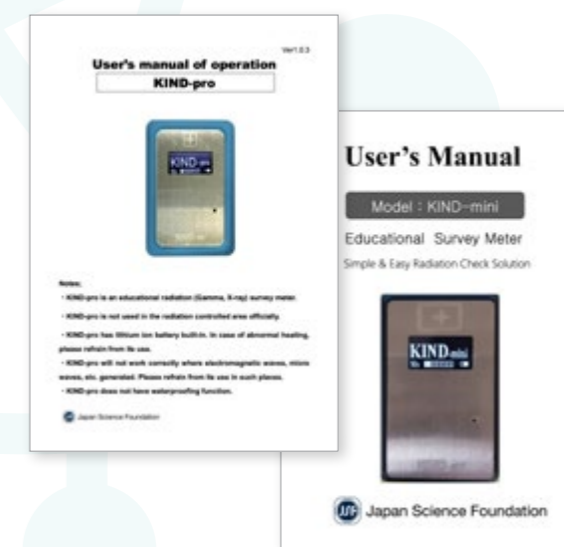 Ver1.0.3
User's manual of operation
KIND-pro
KIND-pro
Notes;
・KIND-pro is an educational radiation (Gamma, X-ray) survey meter.
・KIND-pro is not used in the radiation controlled area officially.
・KIND-pro has lithium ion battery built-in. In case of abnormal heating,
please refrain from its use.
・KIND-pro will not work correctly where electromagnetic waves, micro
waves, etc. generated. Please refrain from its use in such places.
・KIND-pro does not have waterproofing function.
Japan Science Foundation
User's Manual
Model : KIND-mini
Educational Survey Meter
Simple & Easy Radiation Check Solution
KIND-mini
JSF Japan Science Foundation